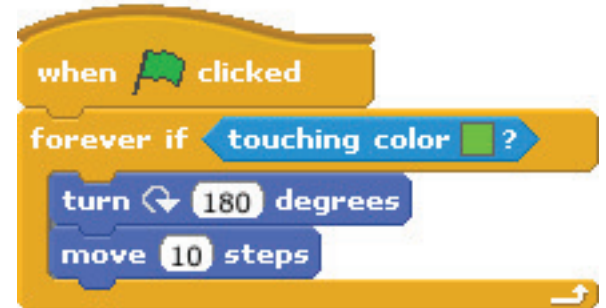 when clicked
forever if touching color ?
turn 180 degrees
move 10 steps